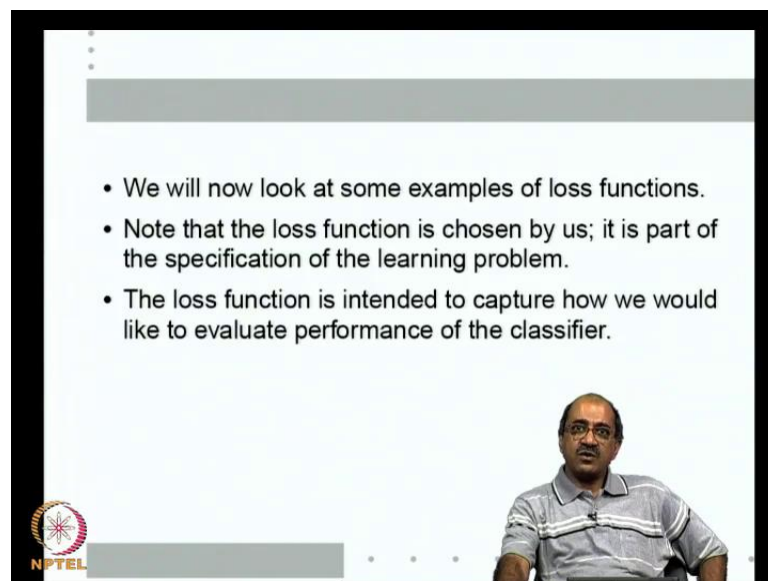 • We will now look at some examples of loss functions.
• Note that the loss function is chosen by us; it is part of
the specification of the learning problem.
• The loss function is intended to capture how we would
like to evaluate performance of the classifier.
NPTEL